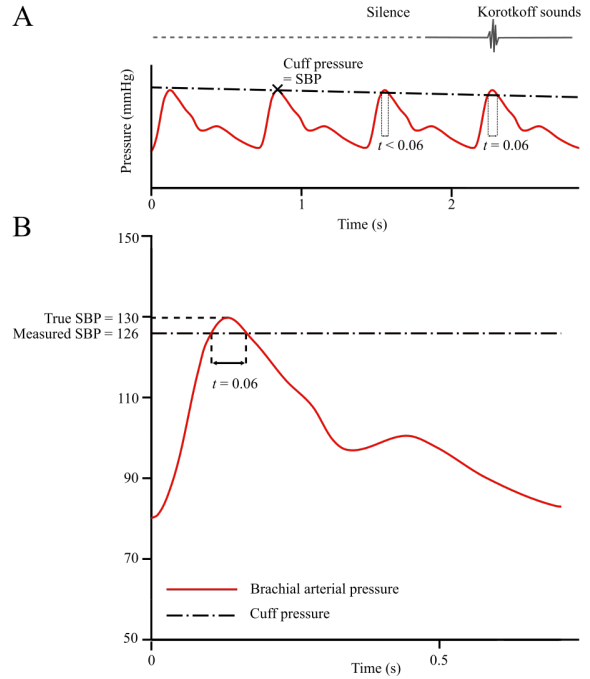 A
Silence
Korotkoff sounds
Cuff pressure
= SBP
Pressure (mmHg)
t < 0.06
t = 0.06
0
1
2
Time (s)
B
150
True SBP = 130
Measured SBP = 126
t = 0.06
110
90
70
50
Brachial arterial pressure
Cuff pressure
0
0.5
Time (s)